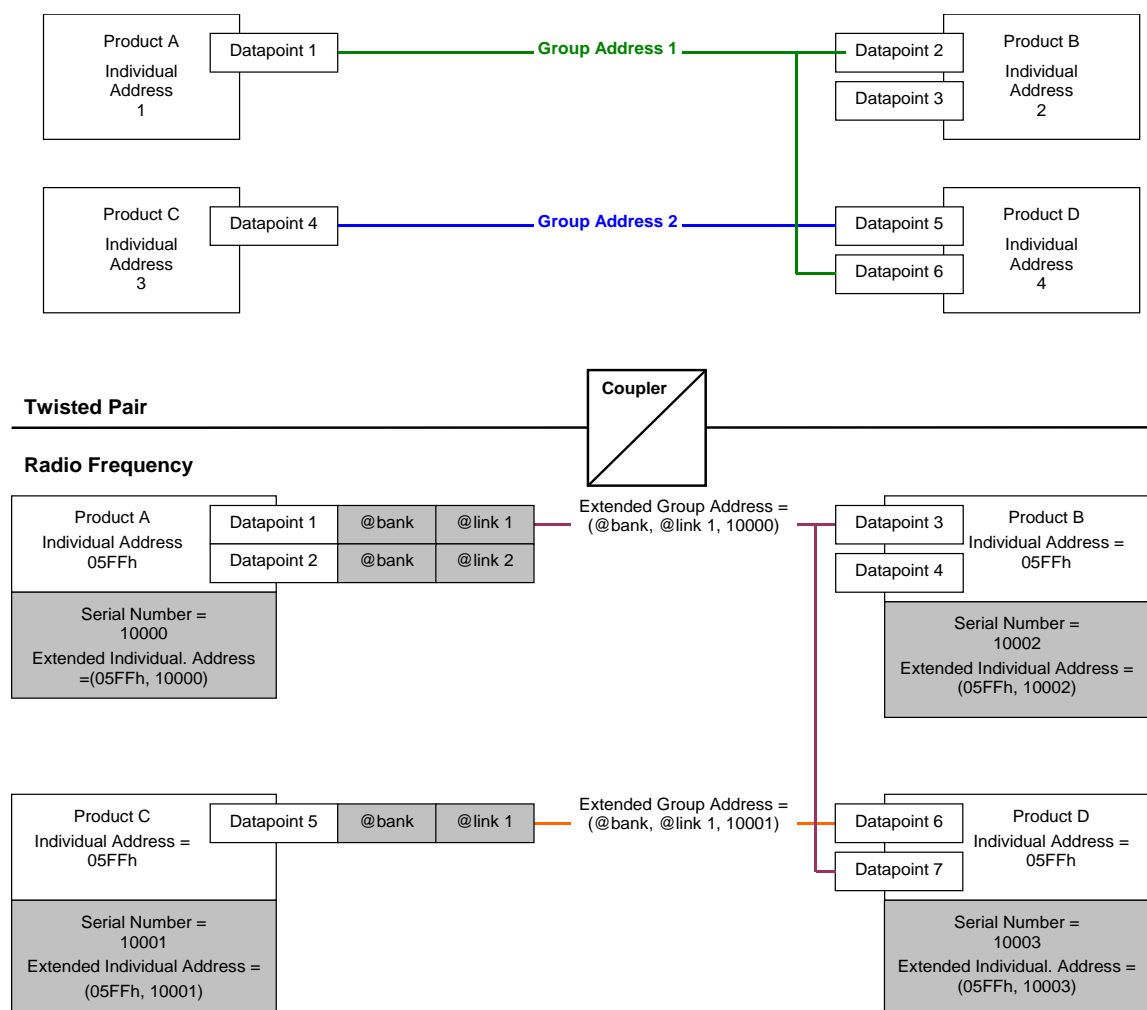 Product A
Individual
Address
1
Datapoint 1
Group Address 1
Datapoint 2
Datapoint 3
Product B
Individual
Address
2
Product C
Individual
Address
3
Datapoint 4
Group Address 2
Datapoint 5
Datapoint 6
Product D
Individual
Address
4
Coupler
Twisted Pair
Radio Frequency
Product A
Individual Address
05FFh
Datapoint 1 @bank @link 1
Datapoint 2 @bank @link 2
Serial Number =
10000
Extended Individual. Address
=(05FFh, 10000)
Extended Group Address =
(@bank, @link 1, 10000)
Datapoint 3
Datapoint 4
Product B
Individual Address =
05FFh
Serial Number =
10002
Extended Individual Address =
(05FFh, 10002)
Product C
Individual Address =
05FFh
Datapoint 5 @bank @link 1
Serial Number =
10001
Extended Individual Address =
(05FFh, 10001)
Extended Group Address =
(@bank, @link 1, 10001)
Datapoint 6
Datapoint 7
Product D
Individual Address =
05FFh
Serial Number =
10003
Extended Individual. Address =
(05FFh, 10003)